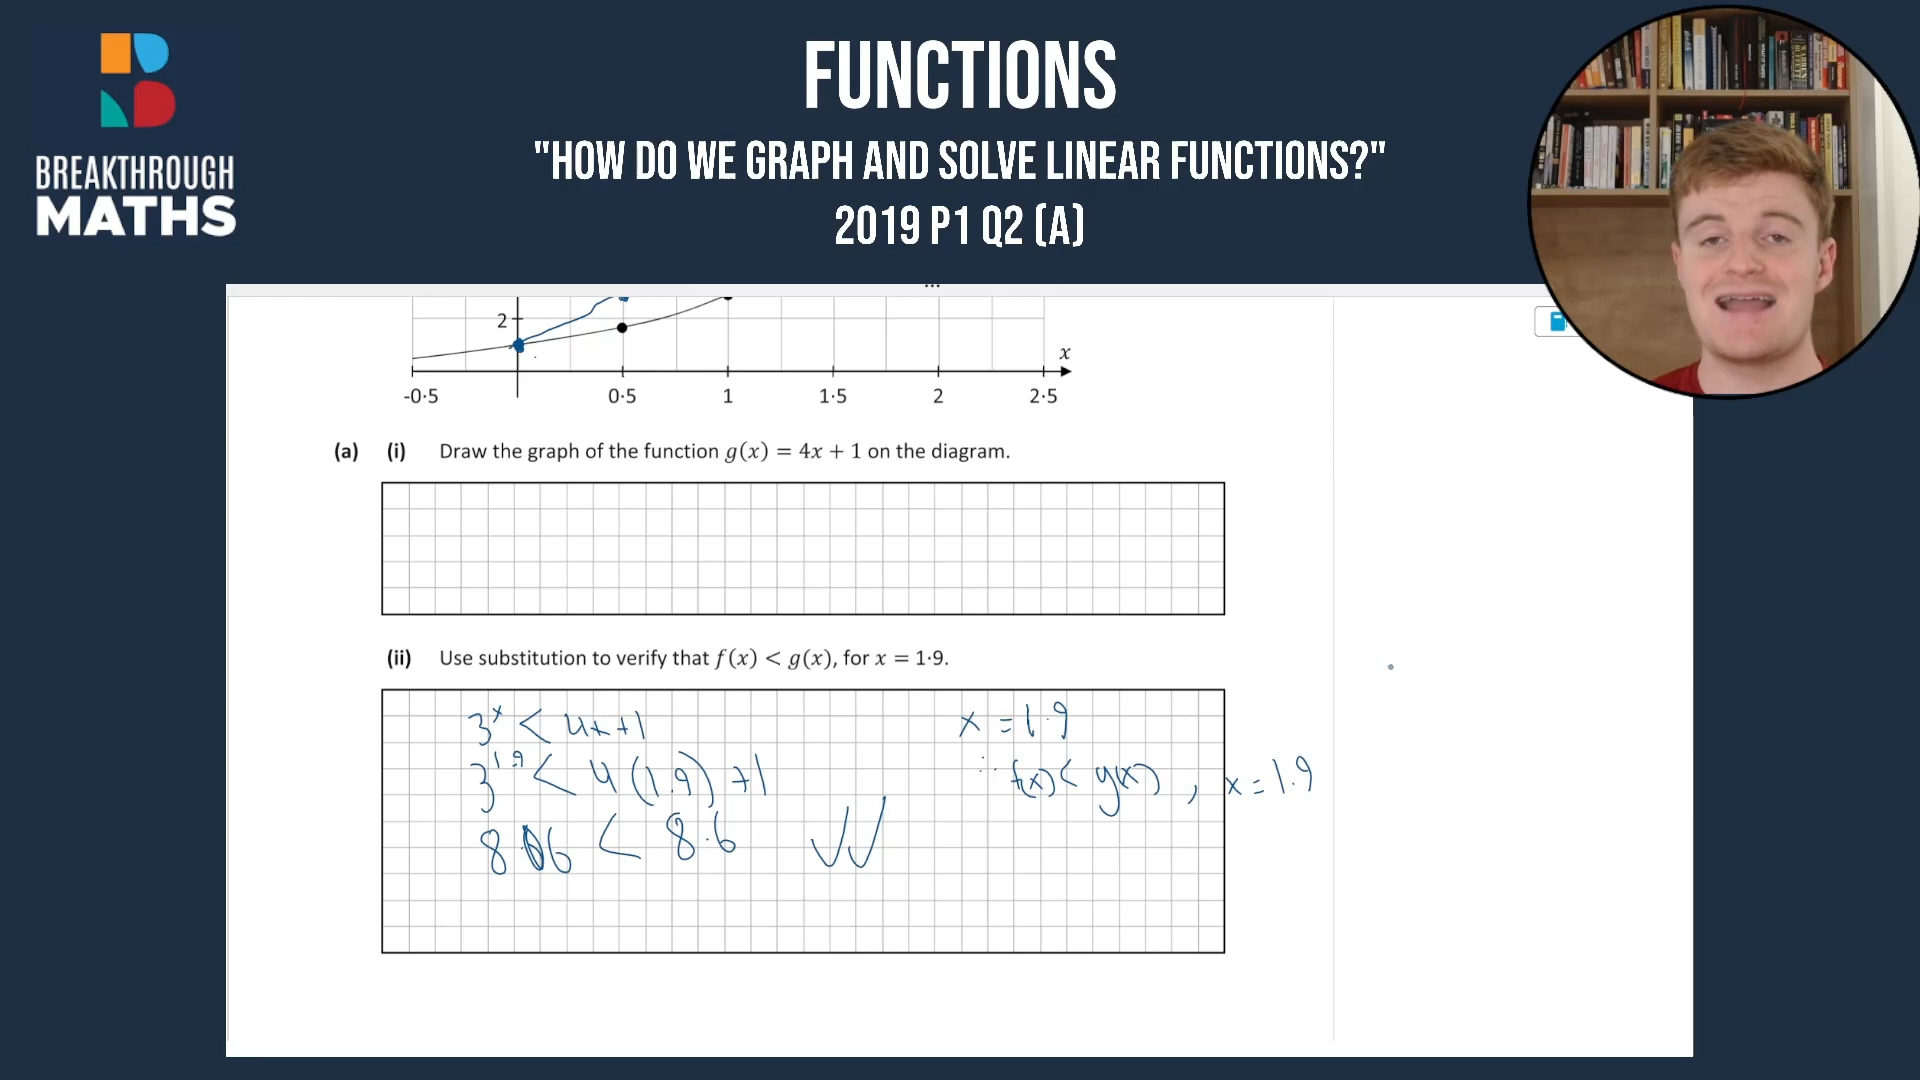 BREAKTHROUGH
MATHS
FUNCTIONS
"HOW DO WE GRAPH AND SOLVE LINEAR FUNCTIONS?"
2019 P1 Q2 (A)
...
2
x
-0·5 0·5 1 1·5 2 2·5
(a) (i) Draw the graph of the function g(x) = 4x + 1 on the diagram.
(ii) Use substitution to verify that f(x) < g(x), for x = 1·9.
3^x < 4x+1
x = 1.9
3^1.9 < 4(1.9) +1
∴ f(x) < g(x), x = 1.9
8.06 < 8.6